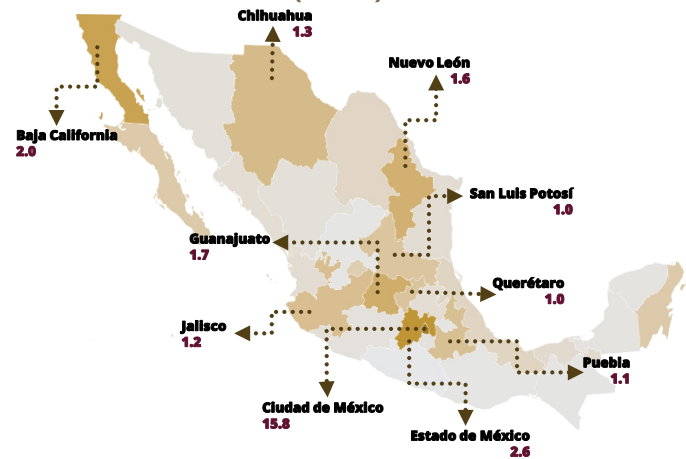 Chihuahua
1.3
Nuevo León
1.6
Baja California
2.0
San Luis Potosí
1.0
Guanajuato
1.7
Querétaro
1.0
Jalisco
1.2
Puebla
1.1
Ciudad de México
15.8
Estado de México
2.6